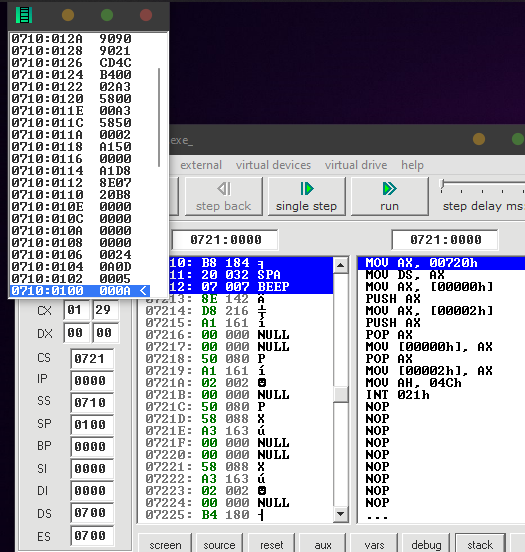 0710:012A 9090
0710:0128 9021
0710:0126 CD4C
0710:0124 B400
0710:0122 02A3
0710:0120 5800
0710:011E 00A3
0710:011C 5850
0710:011A 0002
0710:0118 A150
0710:0116 0000
0710:0114 A1D8
0710:0112 8E07
0710:0110 20B8
0710:010E 0000
0710:010C 0000
0710:010A 0000
0710:0108 0000
0710:0106 0024
0710:0104 0A0D
0710:0102 0005
0710:0100 000A <
exe_
external virtual devices virtual drive help
step back single step run step delay ms:
CX 01 29
DX 00 00
CS 0721
IP 0000
SS 0710
SP 0100
BP 0000
SI 0000
DI 0000
DS 0700
ES 0700
0721:0000
10: B8 184 ╕
11: 20 032 SPA
12: 07 007 BEEP
07213: 8E 142 Ä
07214: D8 216 ╪
07215: A1 161 í
07216: 00 000 NULL
07217: 00 000 NULL
07218: 50 080 P
07219: A1 161 í
0721A: 02 002 ☻
0721B: 00 000 NULL
0721C: 50 080 P
0721D: 58 088 X
0721E: A3 163 ú
0721F: 00 000 NULL
07220: 00 000 NULL
07221: 58 088 X
07222: A3 163 ú
07223: 02 002 ☻
07224: 00 000 NULL
07225: B4 180 ┤
0721:0000
MOV AX, 00720h
MOV DS, AX
MOV AX, [00000h]
PUSH AX
MOV AX, [00002h]
PUSH AX
POP AX
MOV [00000h], AX
POP AX
MOV [00002h], AX
MOV AH, 04Ch
INT 021h
NOP
NOP
NOP
NOP
NOP
NOP
NOP
NOP
NOP
...
screen source reset aux vars debug stack